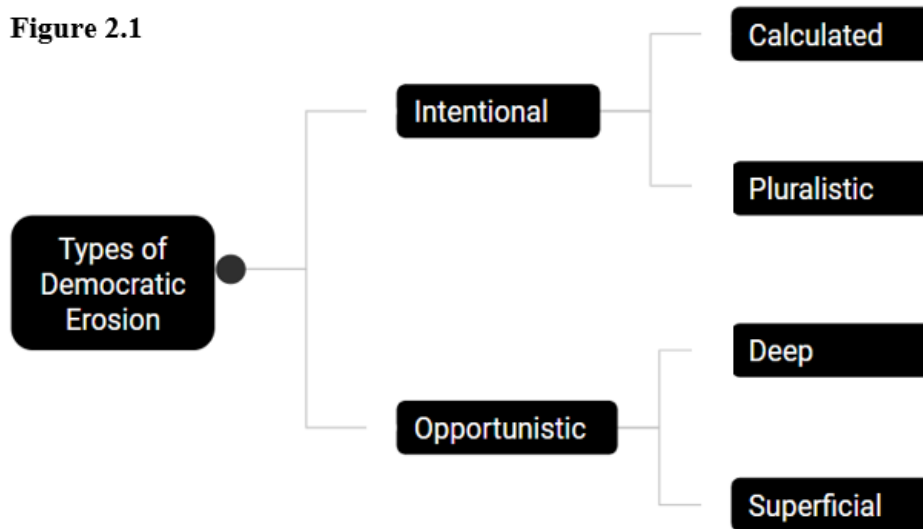 Figure 2.1
Calculated
Intentional
Pluralistic
Types of
Democratic
Erosion
Deep
Opportunistic
Superficial